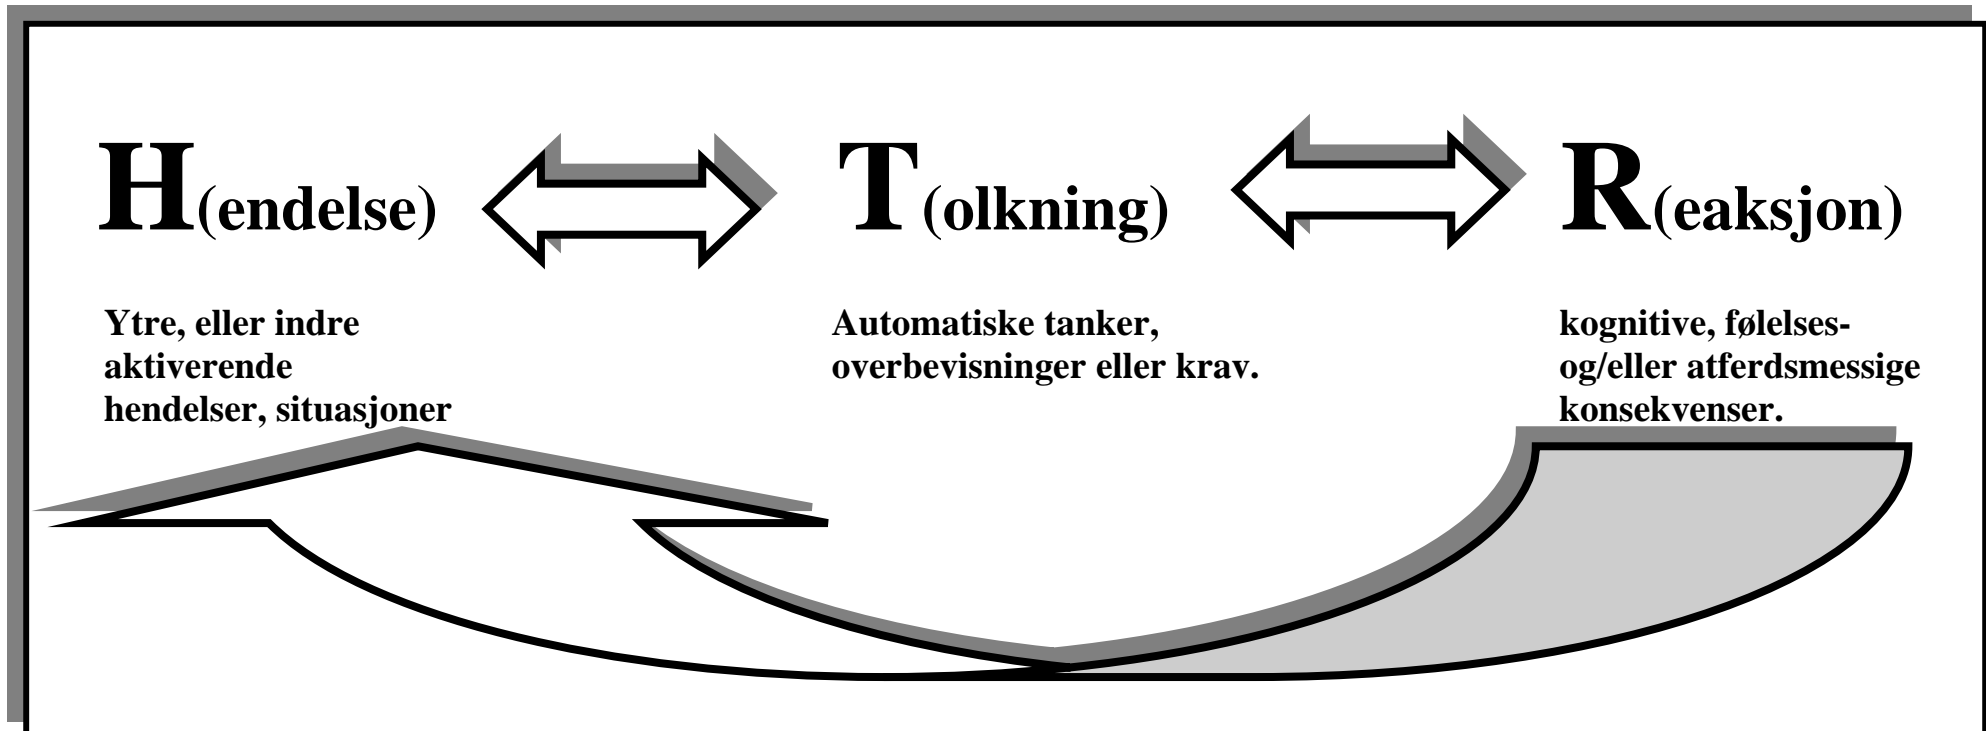 H(endelse) T(olkning) R(eaksjon)
Ytre, eller indre
aktiverende
hendelser, situasjoner
Automatiske tanker,
overbevisninger eller krav.
kognitive, følelses-
og/eller atferdsmessige
konsekvenser.